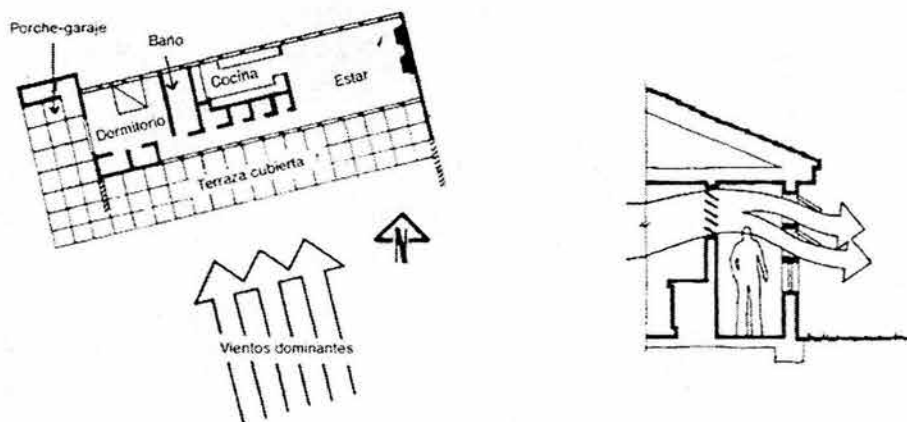 Porche-garaje
Baño
Cocina
Estar
Dormitorio
Terraza cubierta
N
Vientos dominantes